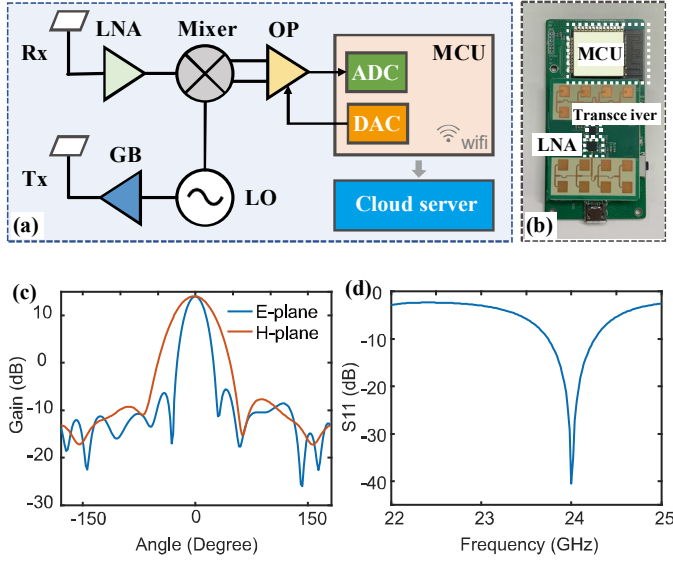 LNA
Mixer
OP
Rx
MCU
ADC
DAC
wifi
Tx
GB
LO
Cloud server
(a)
MCU
Transce iver
LNA
(b)
(c)
10
0
-10
-20
-30
Gain (dB)
E-plane
H-plane
-150
0
150
Angle (Degree)
(d)
0
-10
-20
-30
-40
S11 (dB)
22
23
24
25
Frequency (GHz)